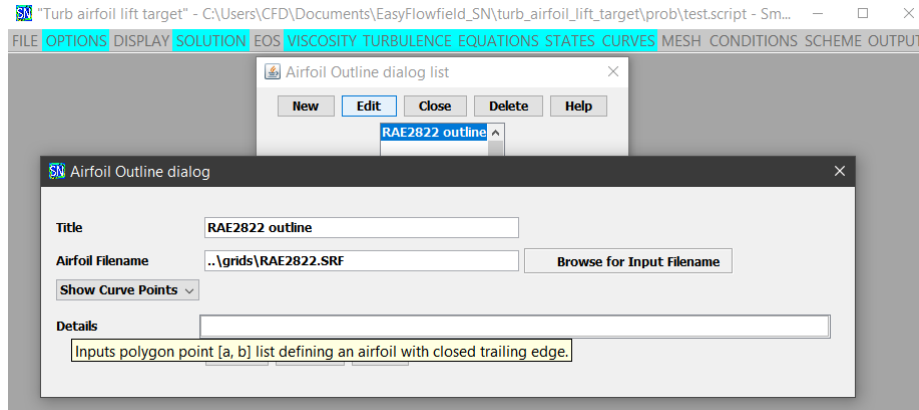 "Turb airfoil lift target" - C:\Users\CFD\Documents\EasyFlowfield_SN\turb_airfoil_lift_target\prob\test.script - Sm...
FILE OPTIONS DISPLAY SOLUTION EOS VISCOSITY TURBULENCE EQUATIONS STATES CURVES MESH CONDITIONS SCHEME OUTPUT
Airfoil Outline dialog list
New Edit Close Delete Help
RAE2822 outline
SN Airfoil Outline dialog
Title RAE2822 outline
Airfoil Filename ..\grids\RAE2822.SRF Browse for Input Filename
Show Curve Points
Details
Inputs polygon point [a, b] list defining an airfoil with closed trailing edge.